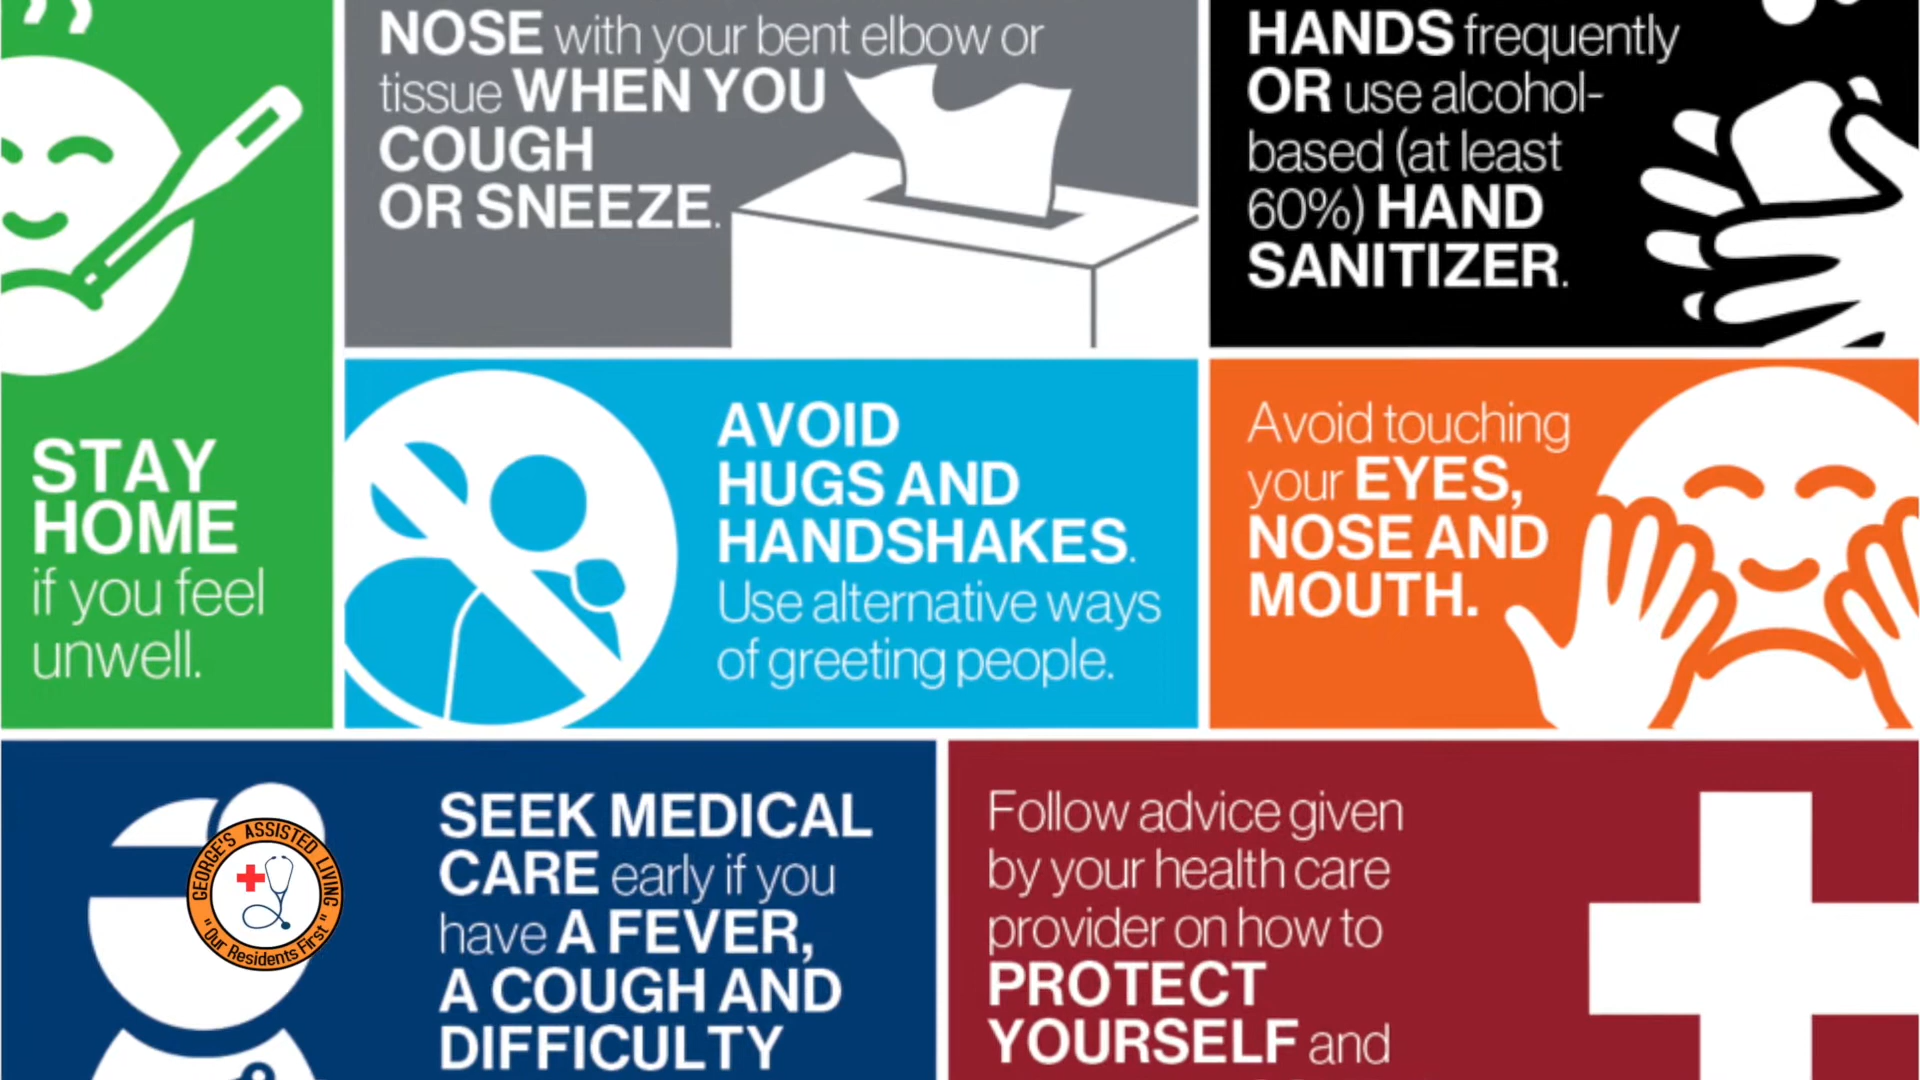 NOSE with your bent elbow or
tissue WHEN YOU
COUGH
OR SNEEZE.
HANDS frequently
OR use alcohol-
based (at least
60%) HAND
SANITIZER.
STAY
HOME
if you feel
unwell.
AVOID
HUGS AND
HANDSHAKES.
Use alternative ways
of greeting people.
Avoid touching
your EYES,
NOSE AND
MOUTH.
SEEK MEDICAL
CARE early if you
have A FEVER,
A COUGH AND
DIFFICULTY
GEORGE'S ASSISTED LIVING
"Our Residents First"
Follow advice given
by your health care
provider on how to
PROTECT
YOURSELF and